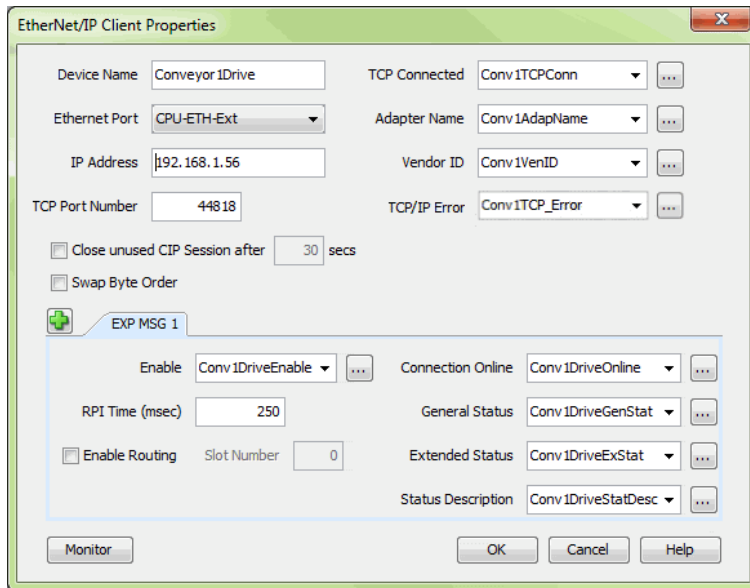 EtherNet/IP Client Properties
Device Name Conveyor1Drive TCP Connected Conv1TCPConn ...
Ethernet Port CPU-ETH-Ext Adapter Name Conv1AdapName ...
IP Address 192.168.1.56 Vendor ID Conv1VenID ...
TCP Port Number 44818 TCP/IP Error Conv1TCP_Error ...
Close unused CIP Session after 30 secs
Swap Byte Order
EXP MSG 1
Enable Conv1DriveEnable ... Connection Online Conv1DriveOnline ...
RPI Time (msec) 250 General Status Conv1DriveGenStat ...
Enable Routing Slot Number 0 Extended Status Conv1DriveExStat ...
Status Description Conv1DriveStatDesc ...
Monitor OK Cancel Help